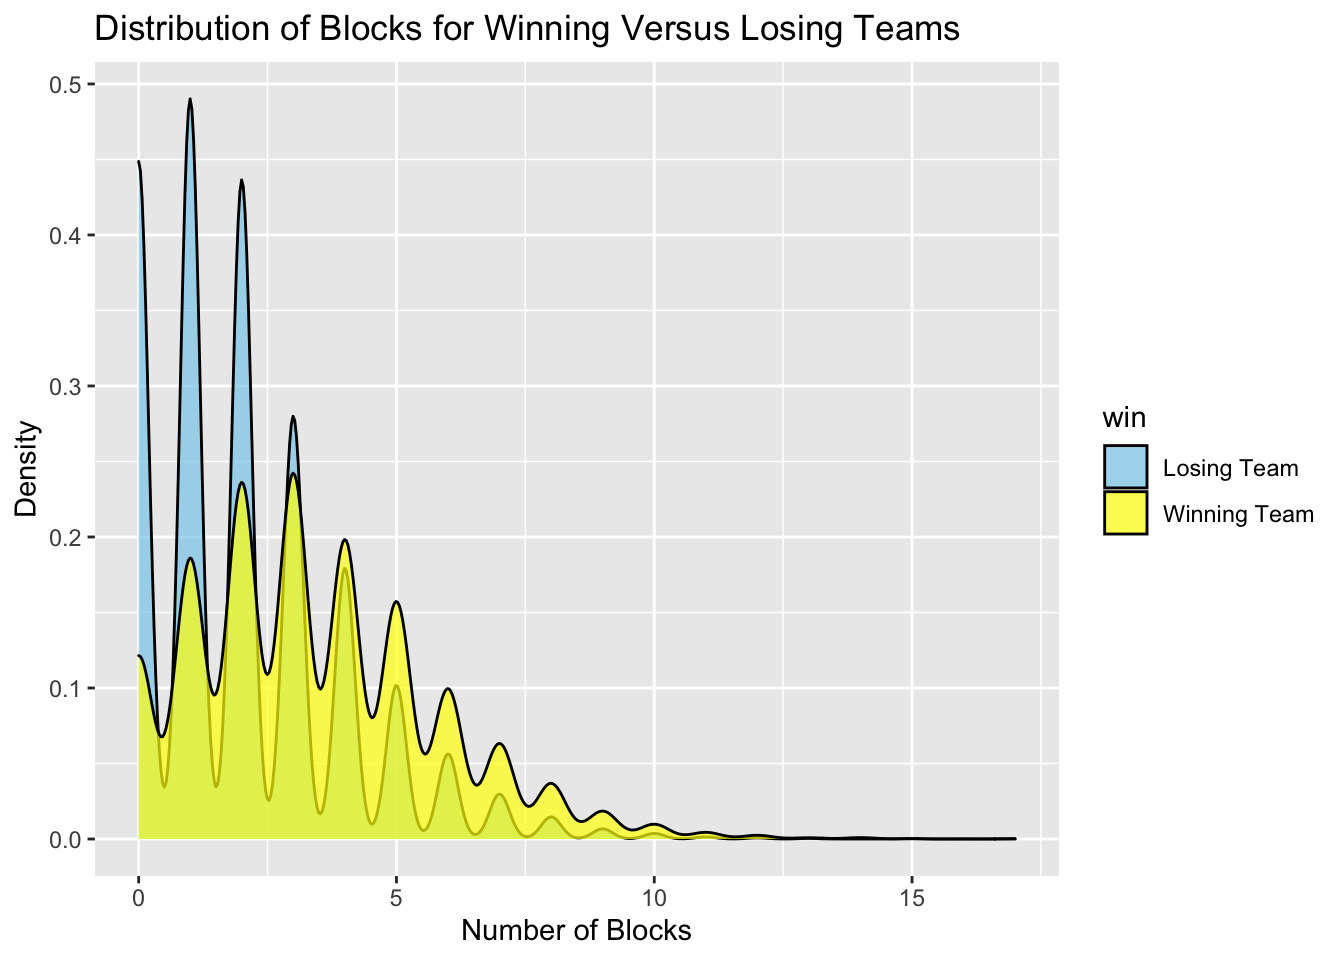 Distribution of Blocks for Winning Versus Losing Teams
0.5
0.4
0.3
0.2
0.1
0.0
Density
0 5 10 15
Number of Blocks
win
Losing Team
Winning Team